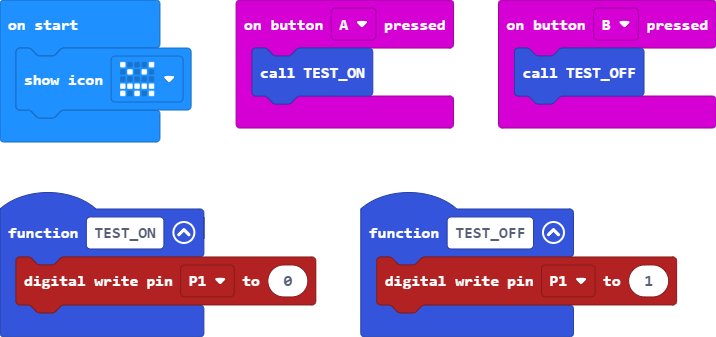 on start
show icon
on button A pressed
call TEST_ON
on button B pressed
call TEST_OFF
function TEST_ON
digital write pin P1 to 0
function TEST_OFF
digital write pin P1 to 1